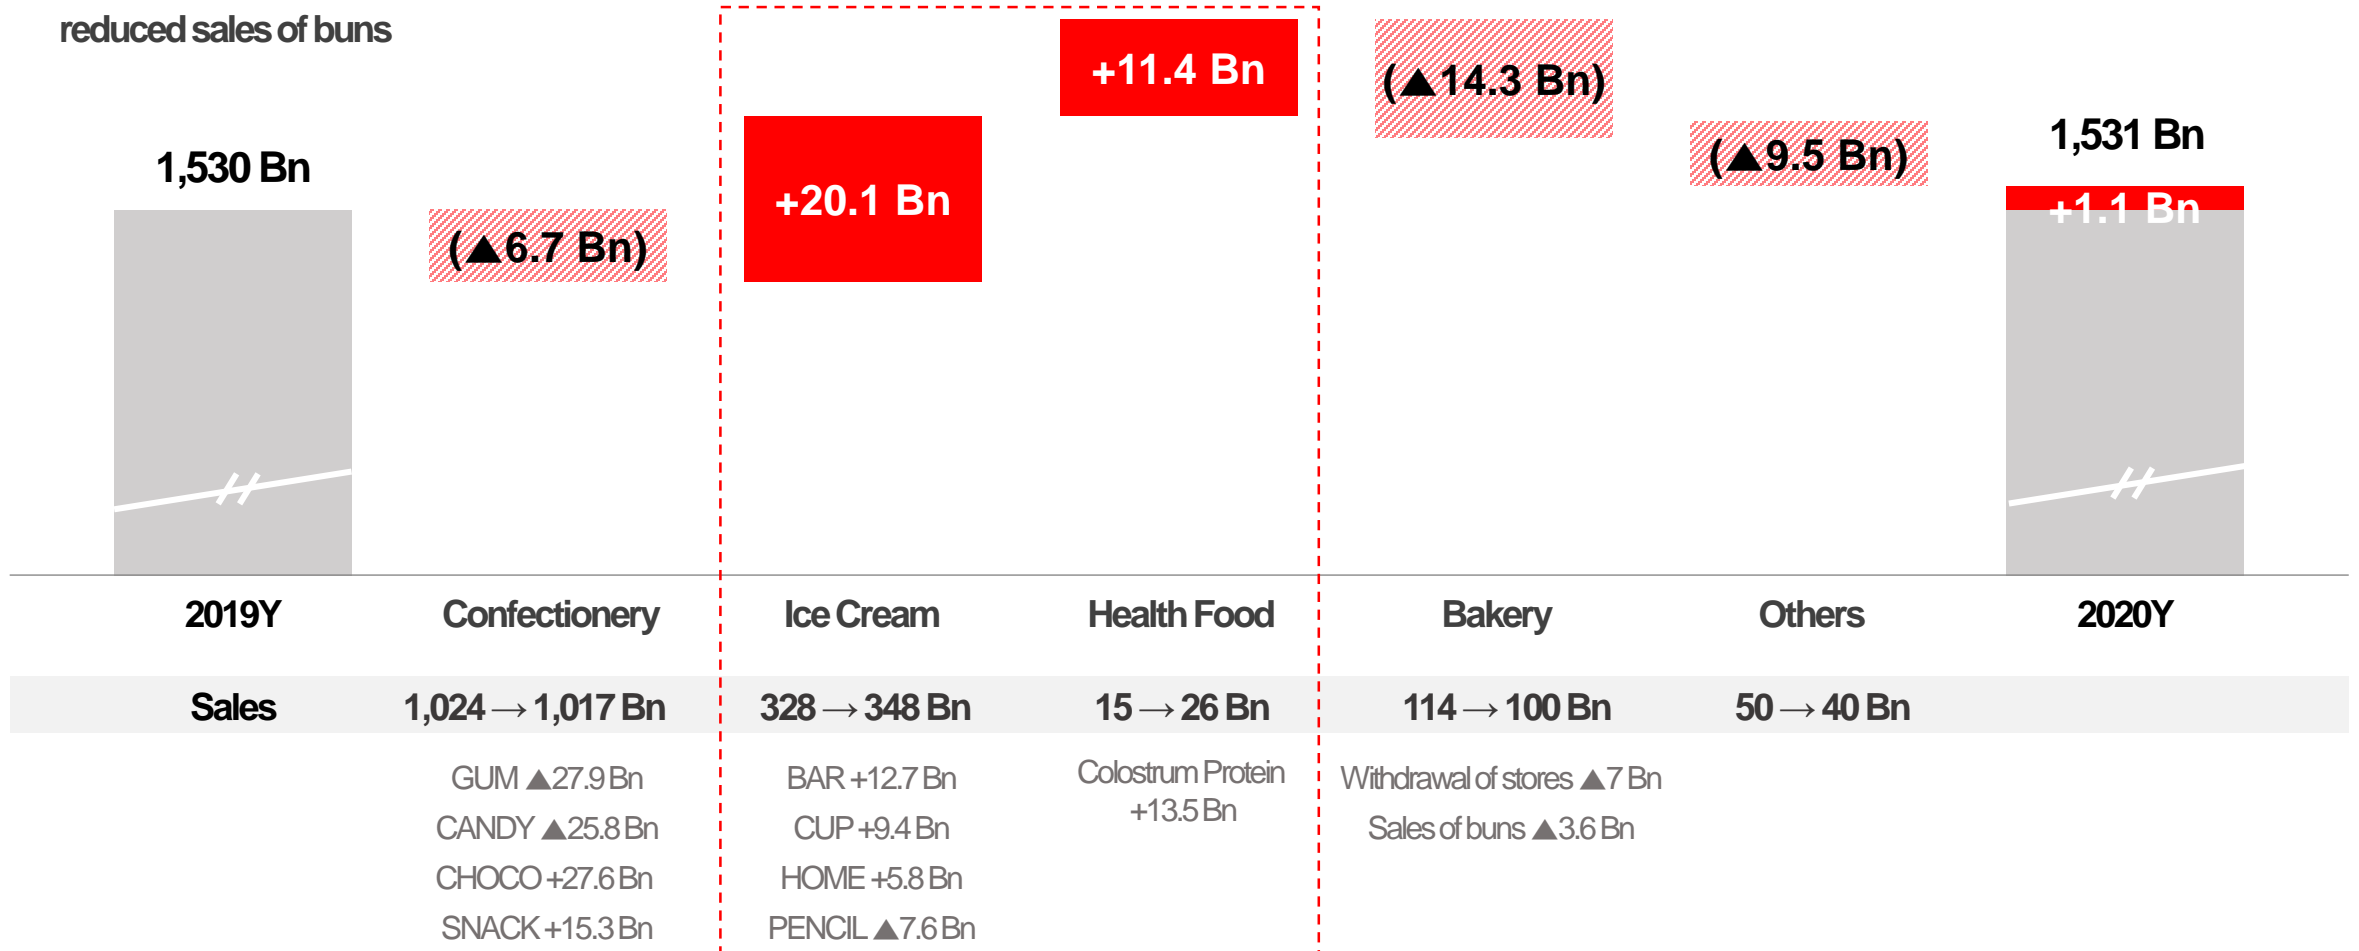 reduced sales of buns
1,530 Bn
(▲6.7 Bn)
+20.1 Bn
+11.4 Bn
(▲14.3 Bn)
(▲9.5 Bn)
1,531 Bn
+1.1 Bn
2019Y Confectionery Ice Cream Health Food Bakery Others 2020Y
Sales 1,024 → 1,017 Bn 328 → 348 Bn 15 → 26 Bn 114 → 100 Bn 50 → 40 Bn
GUM ▲27.9 Bn
CANDY ▲25.8 Bn
CHOCO +27.6 Bn
SNACK +15.3 Bn
BAR +12.7 Bn
CUP +9.4 Bn
HOME +5.8 Bn
PENCIL ▲7.6 Bn
Colostrum Protein
+13.5 Bn
Withdrawal of stores ▲7 Bn
Sales of buns ▲3.6 Bn